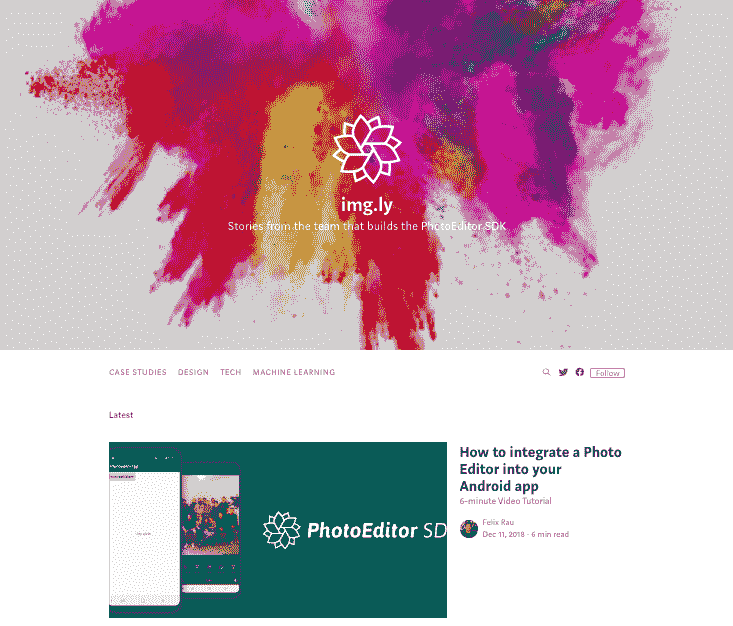 img.ly
Stories from the team that builds the PhotoEditor SDK
CASE STUDIES DESIGN TECH MACHINE LEARNING
Follow
Latest
PhotoEditor SD
How to integrate a Photo
Editor into your
Android app
6-minute Video Tutorial
Felix Rau
Dec 11, 2018 · 6 min read